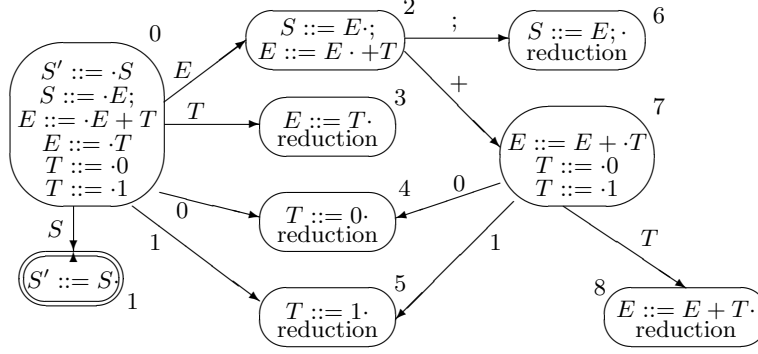 0
S′ ::= ·S
S ::= ·E;
E ::= ·E + T
E ::= ·T
T ::= ·0
T ::= ·1
E
T
0
1
S
S′ ::= S·
1
2
S ::= E·;
E ::= E · +T
;
+
6
S ::= E; ·
reduction
3
E ::= T·
reduction
7
E ::= E + ·T
T ::= ·0
T ::= ·1
4
T ::= 0·
reduction
0
1
T
5
T ::= 1·
reduction
8
E ::= E + T·
reduction